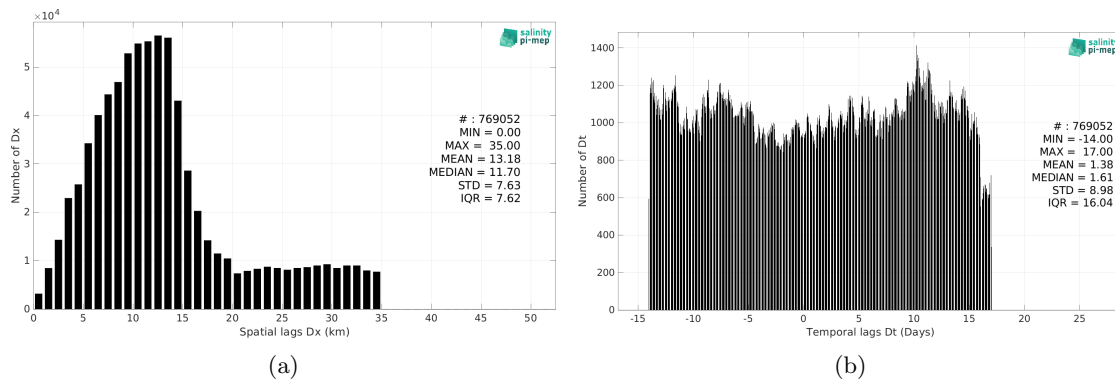 ×10⁴
6
5
4
3
2
1
0
Number of Dx
salinity
pi-mep
# : 769052
MIN = 0.00
MAX = 35.00
MEAN = 13.18
MEDIAN = 11.70
STD = 7.63
IQR = 7.62
0 5 10 15 20 25 30 35 40 45 50
Spatial lags Dx (km)
(a)
1400
1200
1000
800
600
400
200
0
Number of Dt
salinity
pi-mep
# : 769052
MIN = -14.00
MAX = 17.00
MEAN = 1.38
MEDIAN = 1.61
STD = 8.98
IQR = 16.04
-15 -10 -5 0 5 10 15 20 25
Temporal lags Dt (Days)
(b)